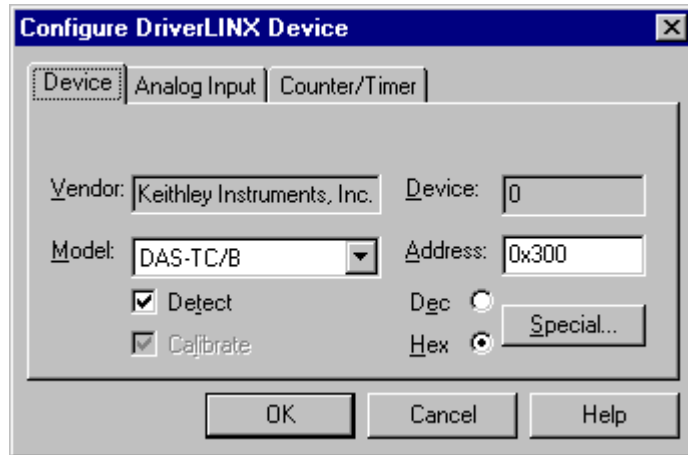 Configure DriverLINX Device
Device Analog Input Counter/Timer
Vendor: Keithley Instruments, Inc. Device: 0
Model: DAS-TC/B Address: 0x300
Detect Dec
Special...
Calibrate Hex
OK Cancel Help